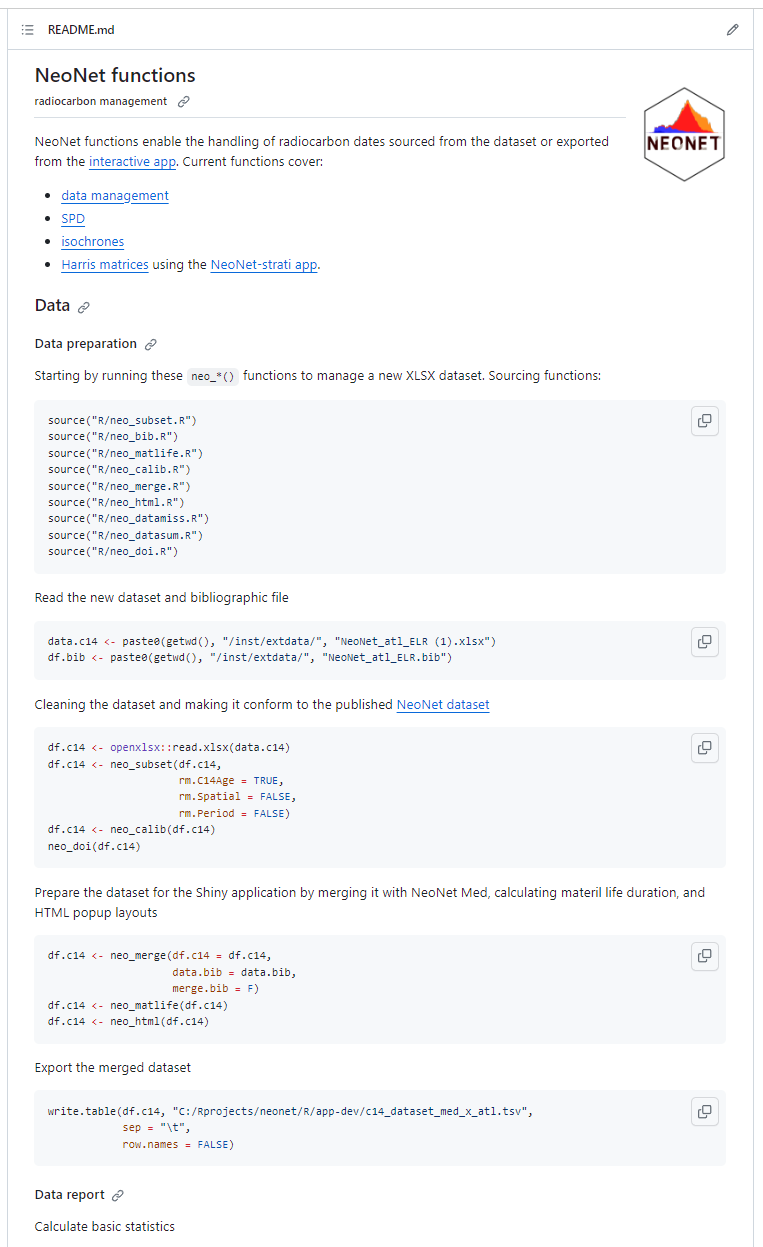 README.md
NeoNet functions
radiocarbon management
NEONET
NeoNet functions enable the handling of radiocarbon dates sourced from the dataset or exported
from the interactive app. Current functions cover:
data management
SPD
isochrones
Harris matrices using the NeoNet-strati app.
Data
Data preparation
Starting by running these neo_*() functions to manage a new XLSX dataset. Sourcing functions:
source("R/neo_subset.R")
source("R/neo_bib.R")
source("R/neo_matlife.R")
source("R/neo_calib.R")
source("R/neo_merge.R")
source("R/neo_html.R")
source("R/neo_datamiss.R")
source("R/neo_datasum.R")
source("R/neo_doi.R")
Read the new dataset and bibliographic file
data.c14 <- paste0(getwd(), "/inst/extdata/", "NeoNet_atl_ELR (1).xlsx")
df.bib <- paste0(getwd(), "/inst/extdata/", "NeoNet_atl_ELR.bib")
Cleaning the dataset and making it conform to the published NeoNet dataset
df.c14 <- openxlsx::read.xlsx(data.c14)
df.c14 <- neo_subset(df.c14,
                     rm.C14Age = TRUE,
                     rm.Spatial = FALSE,
                     rm.Period = FALSE)
df.c14 <- neo_calib(df.c14)
neo_doi(df.c14)
Prepare the dataset for the Shiny application by merging it with NeoNet Med, calculating materil life duration, and
HTML popup layouts
df.c14 <- neo_merge(df.c14 = df.c14,
                    data.bib = data.bib,
                    merge.bib = F)
df.c14 <- neo_matlife(df.c14)
df.c14 <- neo_html(df.c14)
Export the merged dataset
write.table(df.c14, "C:/Rprojects/neonet/R/app-dev/c14_dataset_med_x_atl.tsv",
            sep = "\t",
            row.names = FALSE)
Data report
Calculate basic statistics